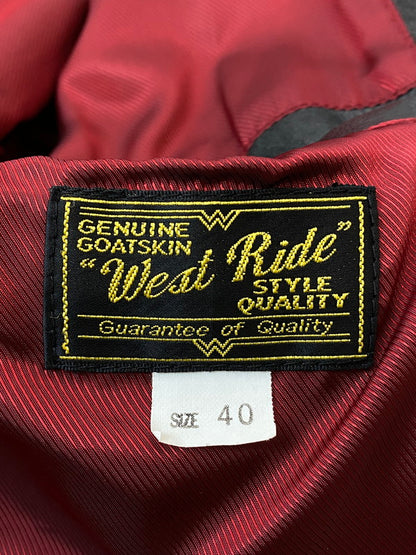 GENUINE
GOATSKIN
"West Ride"
STYLE
QUALITY
Guarantee of Quality
SIZE 40